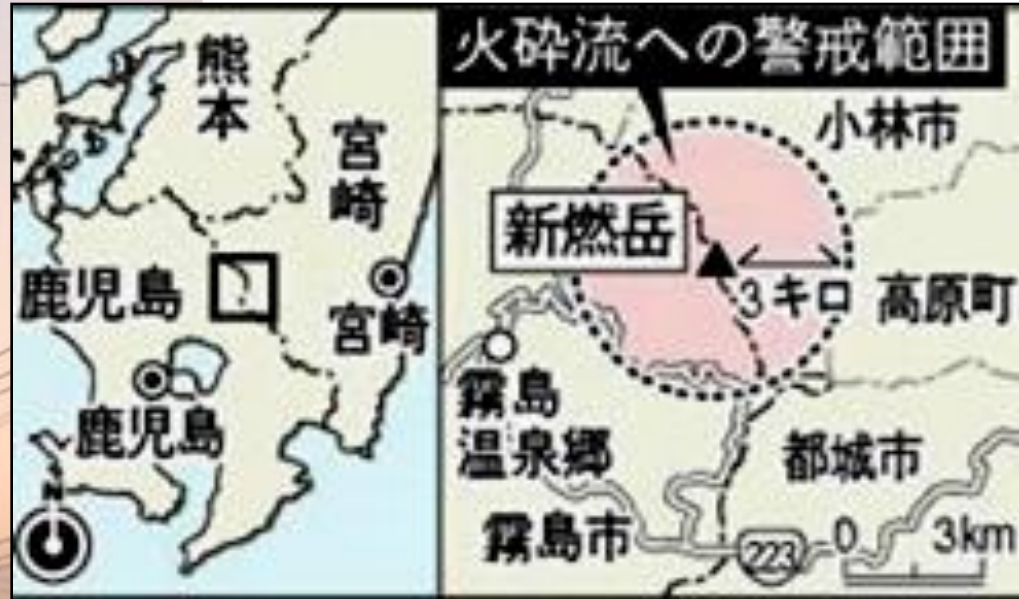 熊本
宮崎
鹿児島
宮崎
鹿児島
N
火砕流への警戒範囲
小林市
新燃岳
3キロ
高原町
霧島
温泉郷
都城市
霧島市
223
0 3km